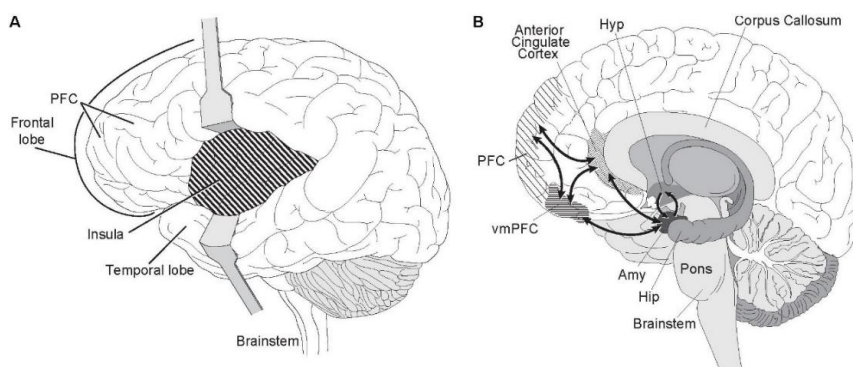 A
PFC
Frontal
lobe
Insula
Temporal lobe
Brainstem
B
Anterior
Cingulate
Cortex
Hyp
Corpus Callosum
PFC
vmPFC
Amy
Hip
Pons
Brainstem